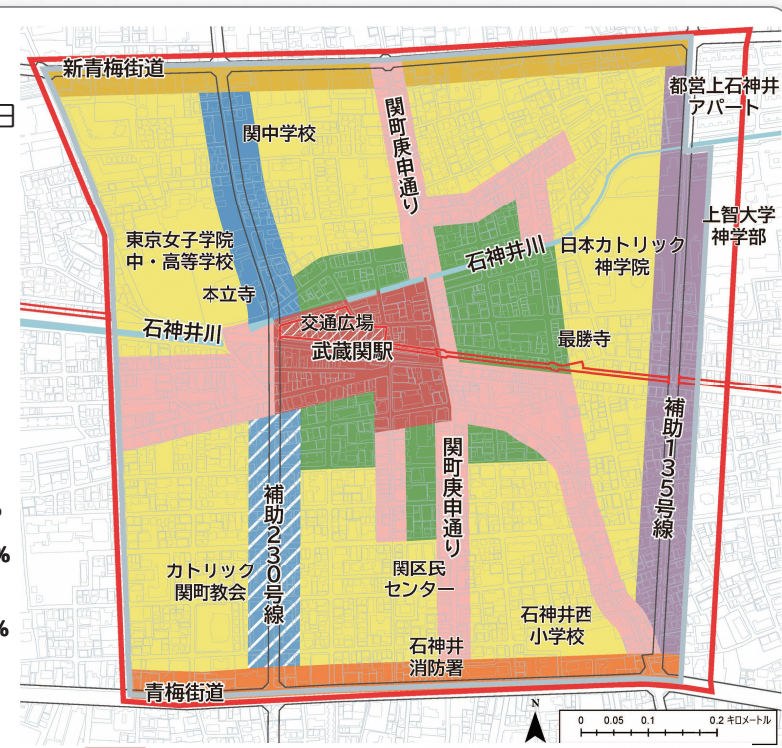 新青梅街道
都営上石神井
アパート
日
関中学校
関町庚申通り
上智大学
神学部
東京女子学院
中・高等学校
石神井川
日本カトリック
神学院
本立寺
石神井川
交通広場
武蔵関駅
最勝寺
補助135号線
関町庚申通り
補助230号線
%
%
カトリック
関町教会
関区民
センター
石神井西
小学校
石神井
消防署
青梅街道
N
0 0.05 0.1 0.2 キロメートル